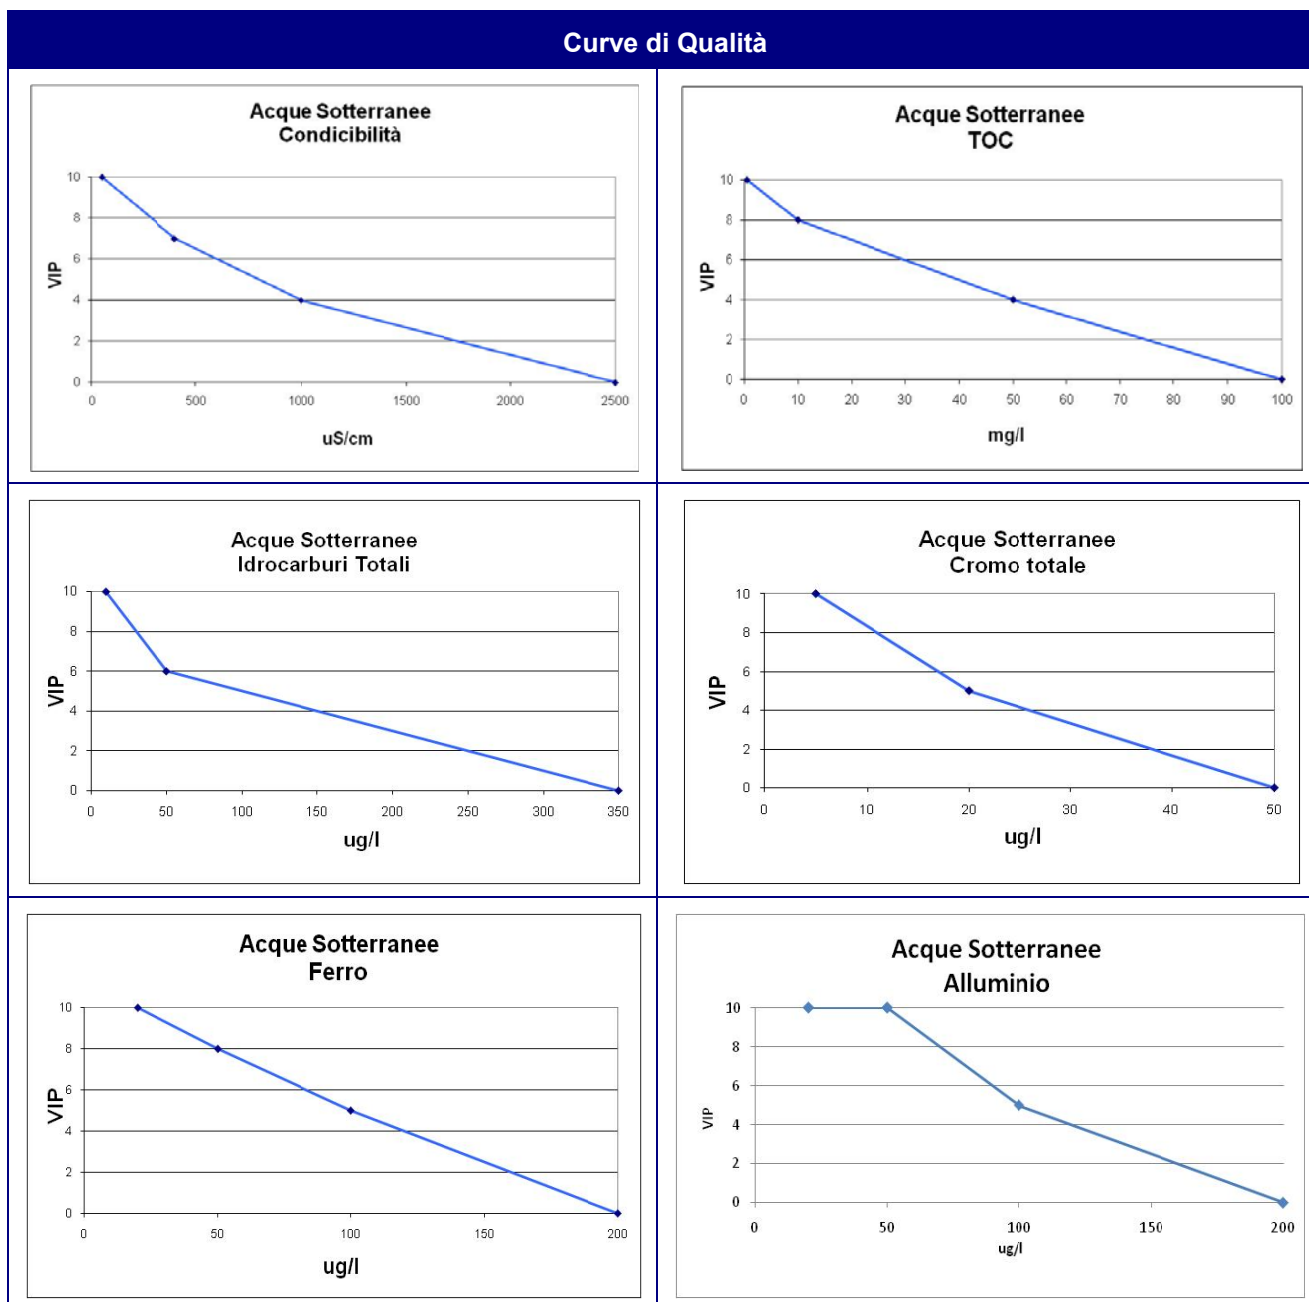 Curve di Qualità
Acque Sotterranee
Condicibilità
10
8
6
4
2
0
VIP
0 500 1000 1500 2000 2500
uS/cm
Acque Sotterranee
TOC
10
8
6
4
2
0
VIP
0 10 20 30 40 50 60 70 80 90 100
mg/l
Acque Sotterranee
Idrocarburi Totali
10
8
6
4
2
0
VIP
0 50 100 150 200 250 300 350
ug/l
Acque Sotterranee
Cromo totale
10
8
6
4
2
0
VIP
0 10 20 30 40 50
ug/l
Acque Sotterranee
Ferro
10
8
6
4
2
0
VIP
0 50 100 150 200
ug/l
Acque Sotterranee
Alluminio
10
8
6
4
2
0
VIP
0 50 100 150 200
ug/l